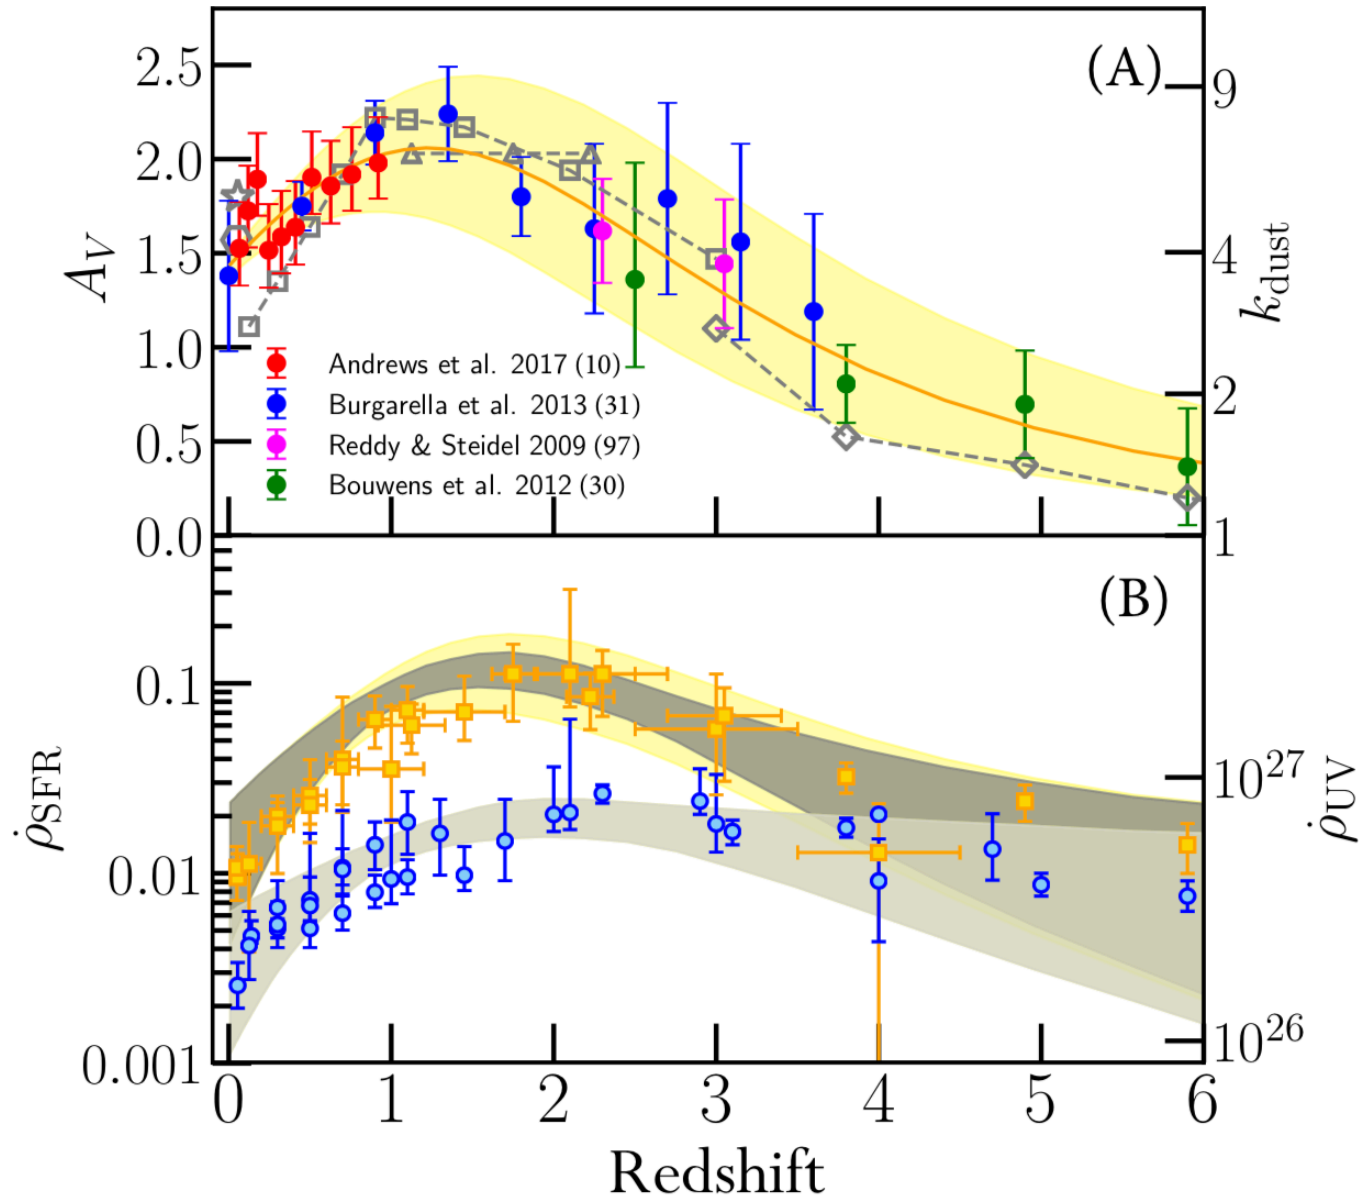 (A)
2.5
2.0
1.5
1.0
0.5
0.0
A_V
9
4
2
1
k_dust
Andrews et al. 2017 (10)
Burgarella et al. 2013 (31)
Reddy & Steidel 2009 (97)
Bouwens et al. 2012 (30)
(B)
0.1
0.01
0.001
ρ̇_SFR
10^27
10^26
ρ̇_UV
0 1 2 3 4 5 6
Redshift